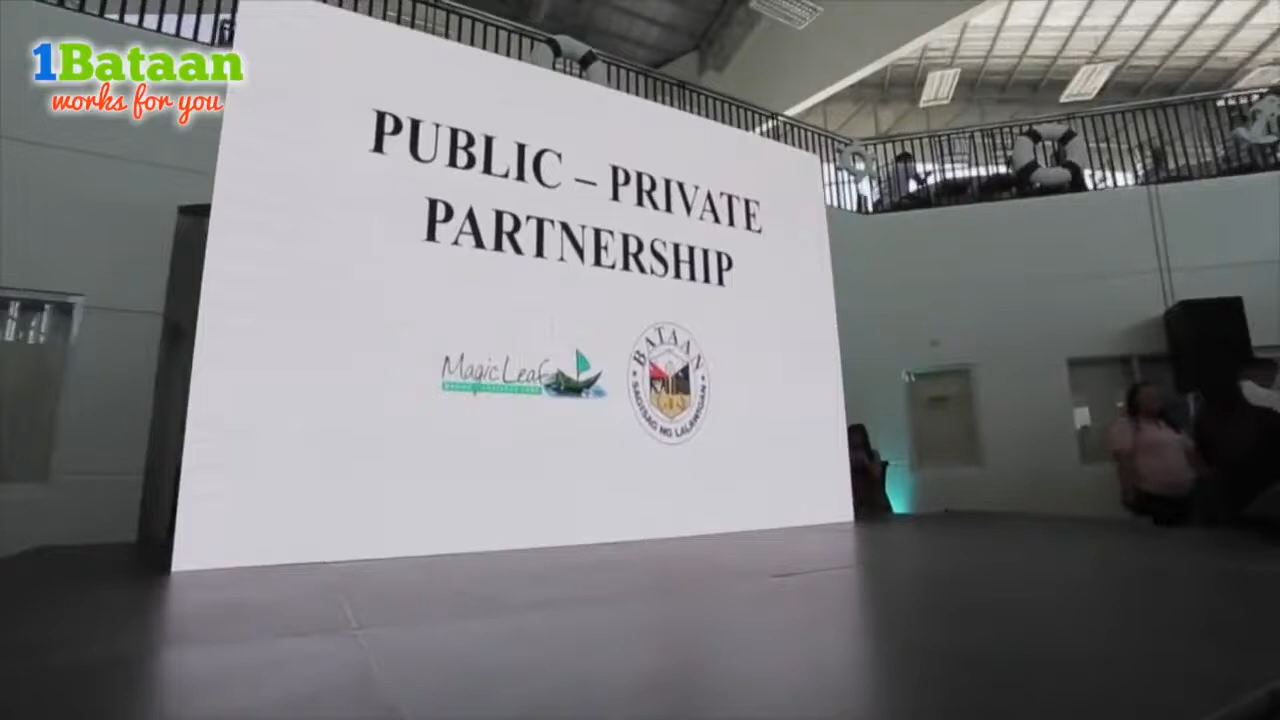 1Bataan
works for you
PUBLIC – PRIVATE
PARTNERSHIP
Magic Leaf
BATAAN
SAGISAG NG LALAWIGAN